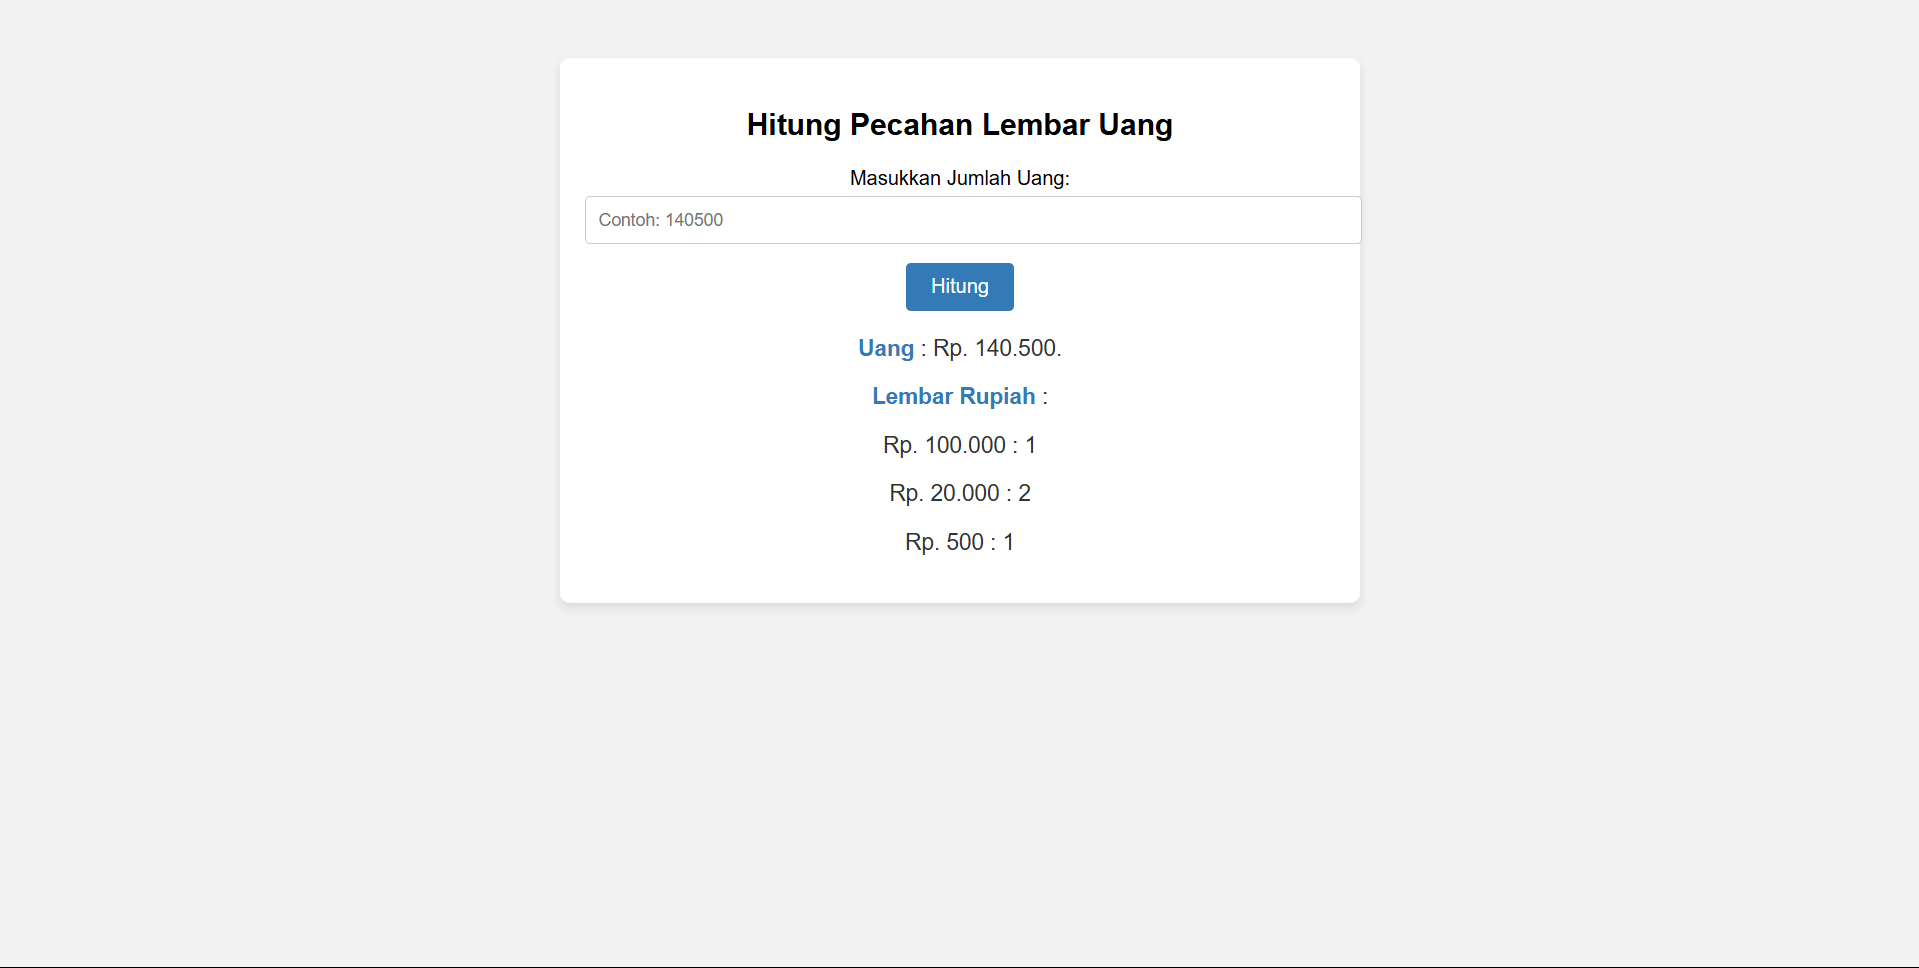 Hitung Pecahan Lembar Uang
Masukkan Jumlah Uang:
Contoh: 140500
Hitung
Uang : Rp. 140.500.
Lembar Rupiah :
Rp. 100.000 : 1
Rp. 20.000 : 2
Rp. 500 : 1